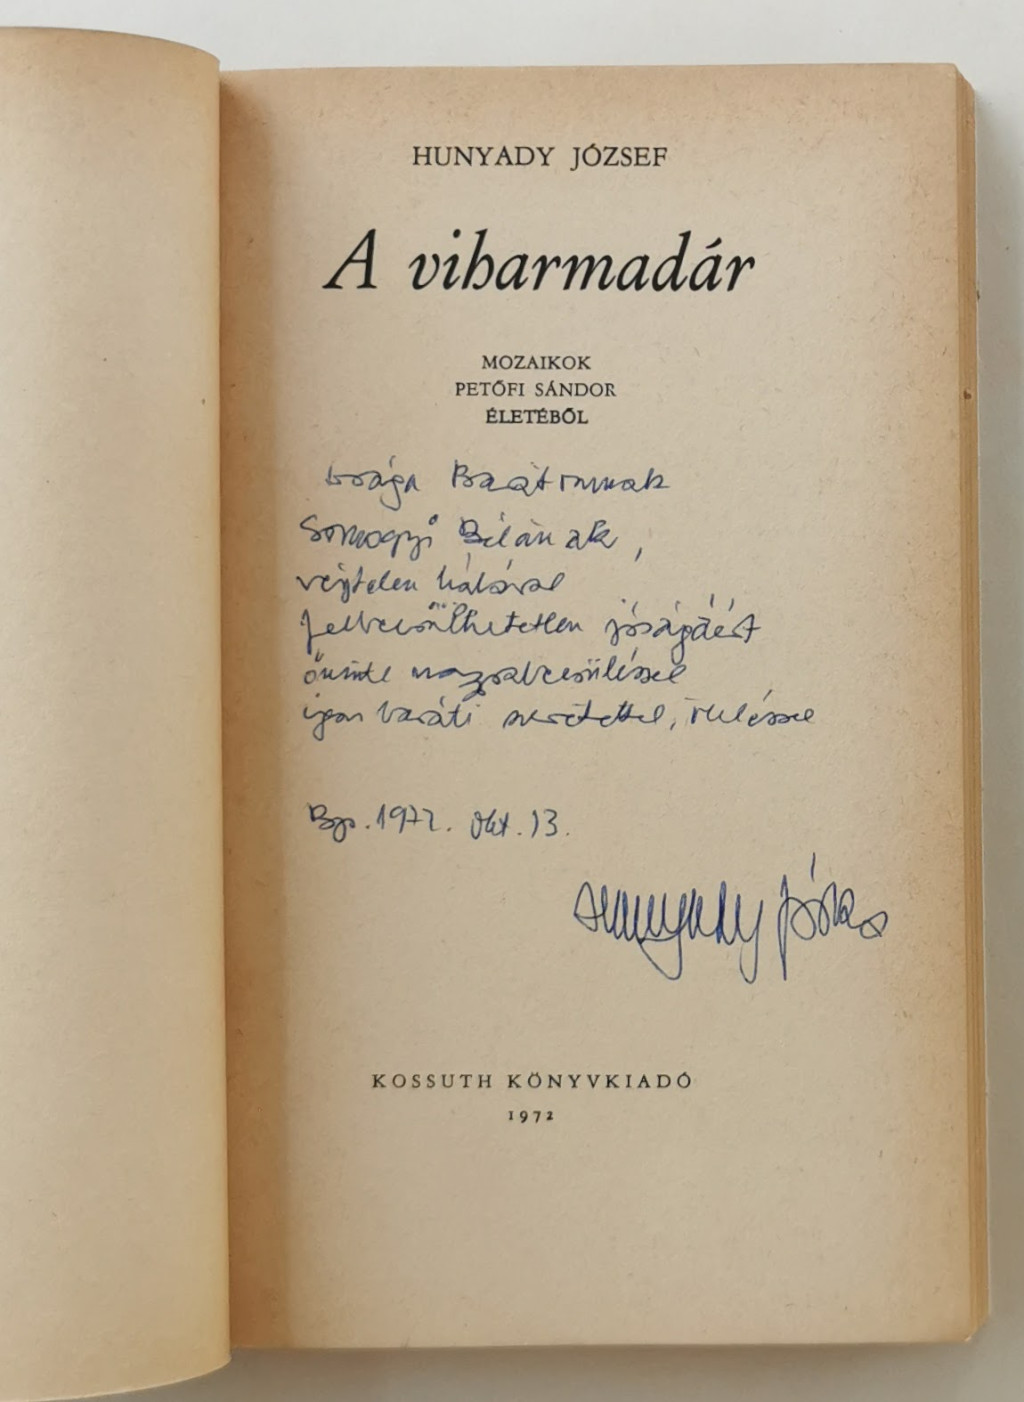 HUNYADY JÓZSEF
A viharmadár
MOZAIKOK
PETŐFI SÁNDOR
ÉLETÉBŐL
Drága Barátomnak
Somogyi Bélának,
végtelen hálával
felbecsülhetetlen jóságáért
őszinte nagyrabecsüléssel
igaz baráti szeretettel, öleléssel
Bp. 1972. Okt. 13.
Hunyady József
KOSSUTH KÖNYVKIADÓ
1972